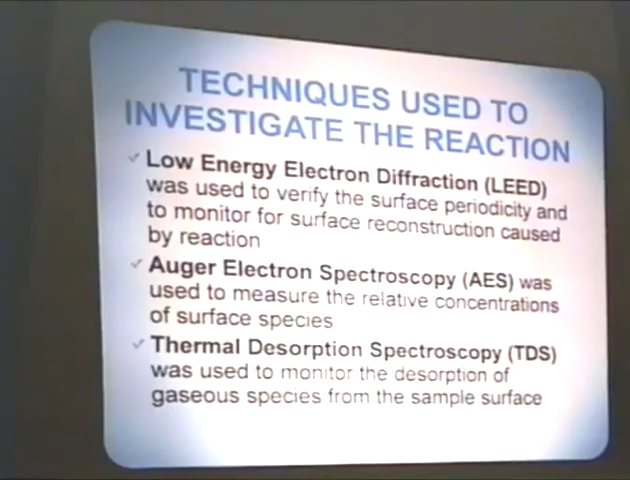 TECHNIQUES USED TO
INVESTIGATE THE REACTION
✓ Low Energy Electron Diffraction (LEED)
was used to verify the surface periodicity and
to monitor for surface reconstruction caused
by reaction
✓ Auger Electron Spectroscopy (AES) was
used to measure the relative concentrations
of surface species
✓ Thermal Desorption Spectroscopy (TDS)
was used to monitor the desorption of
gaseous species from the sample surface